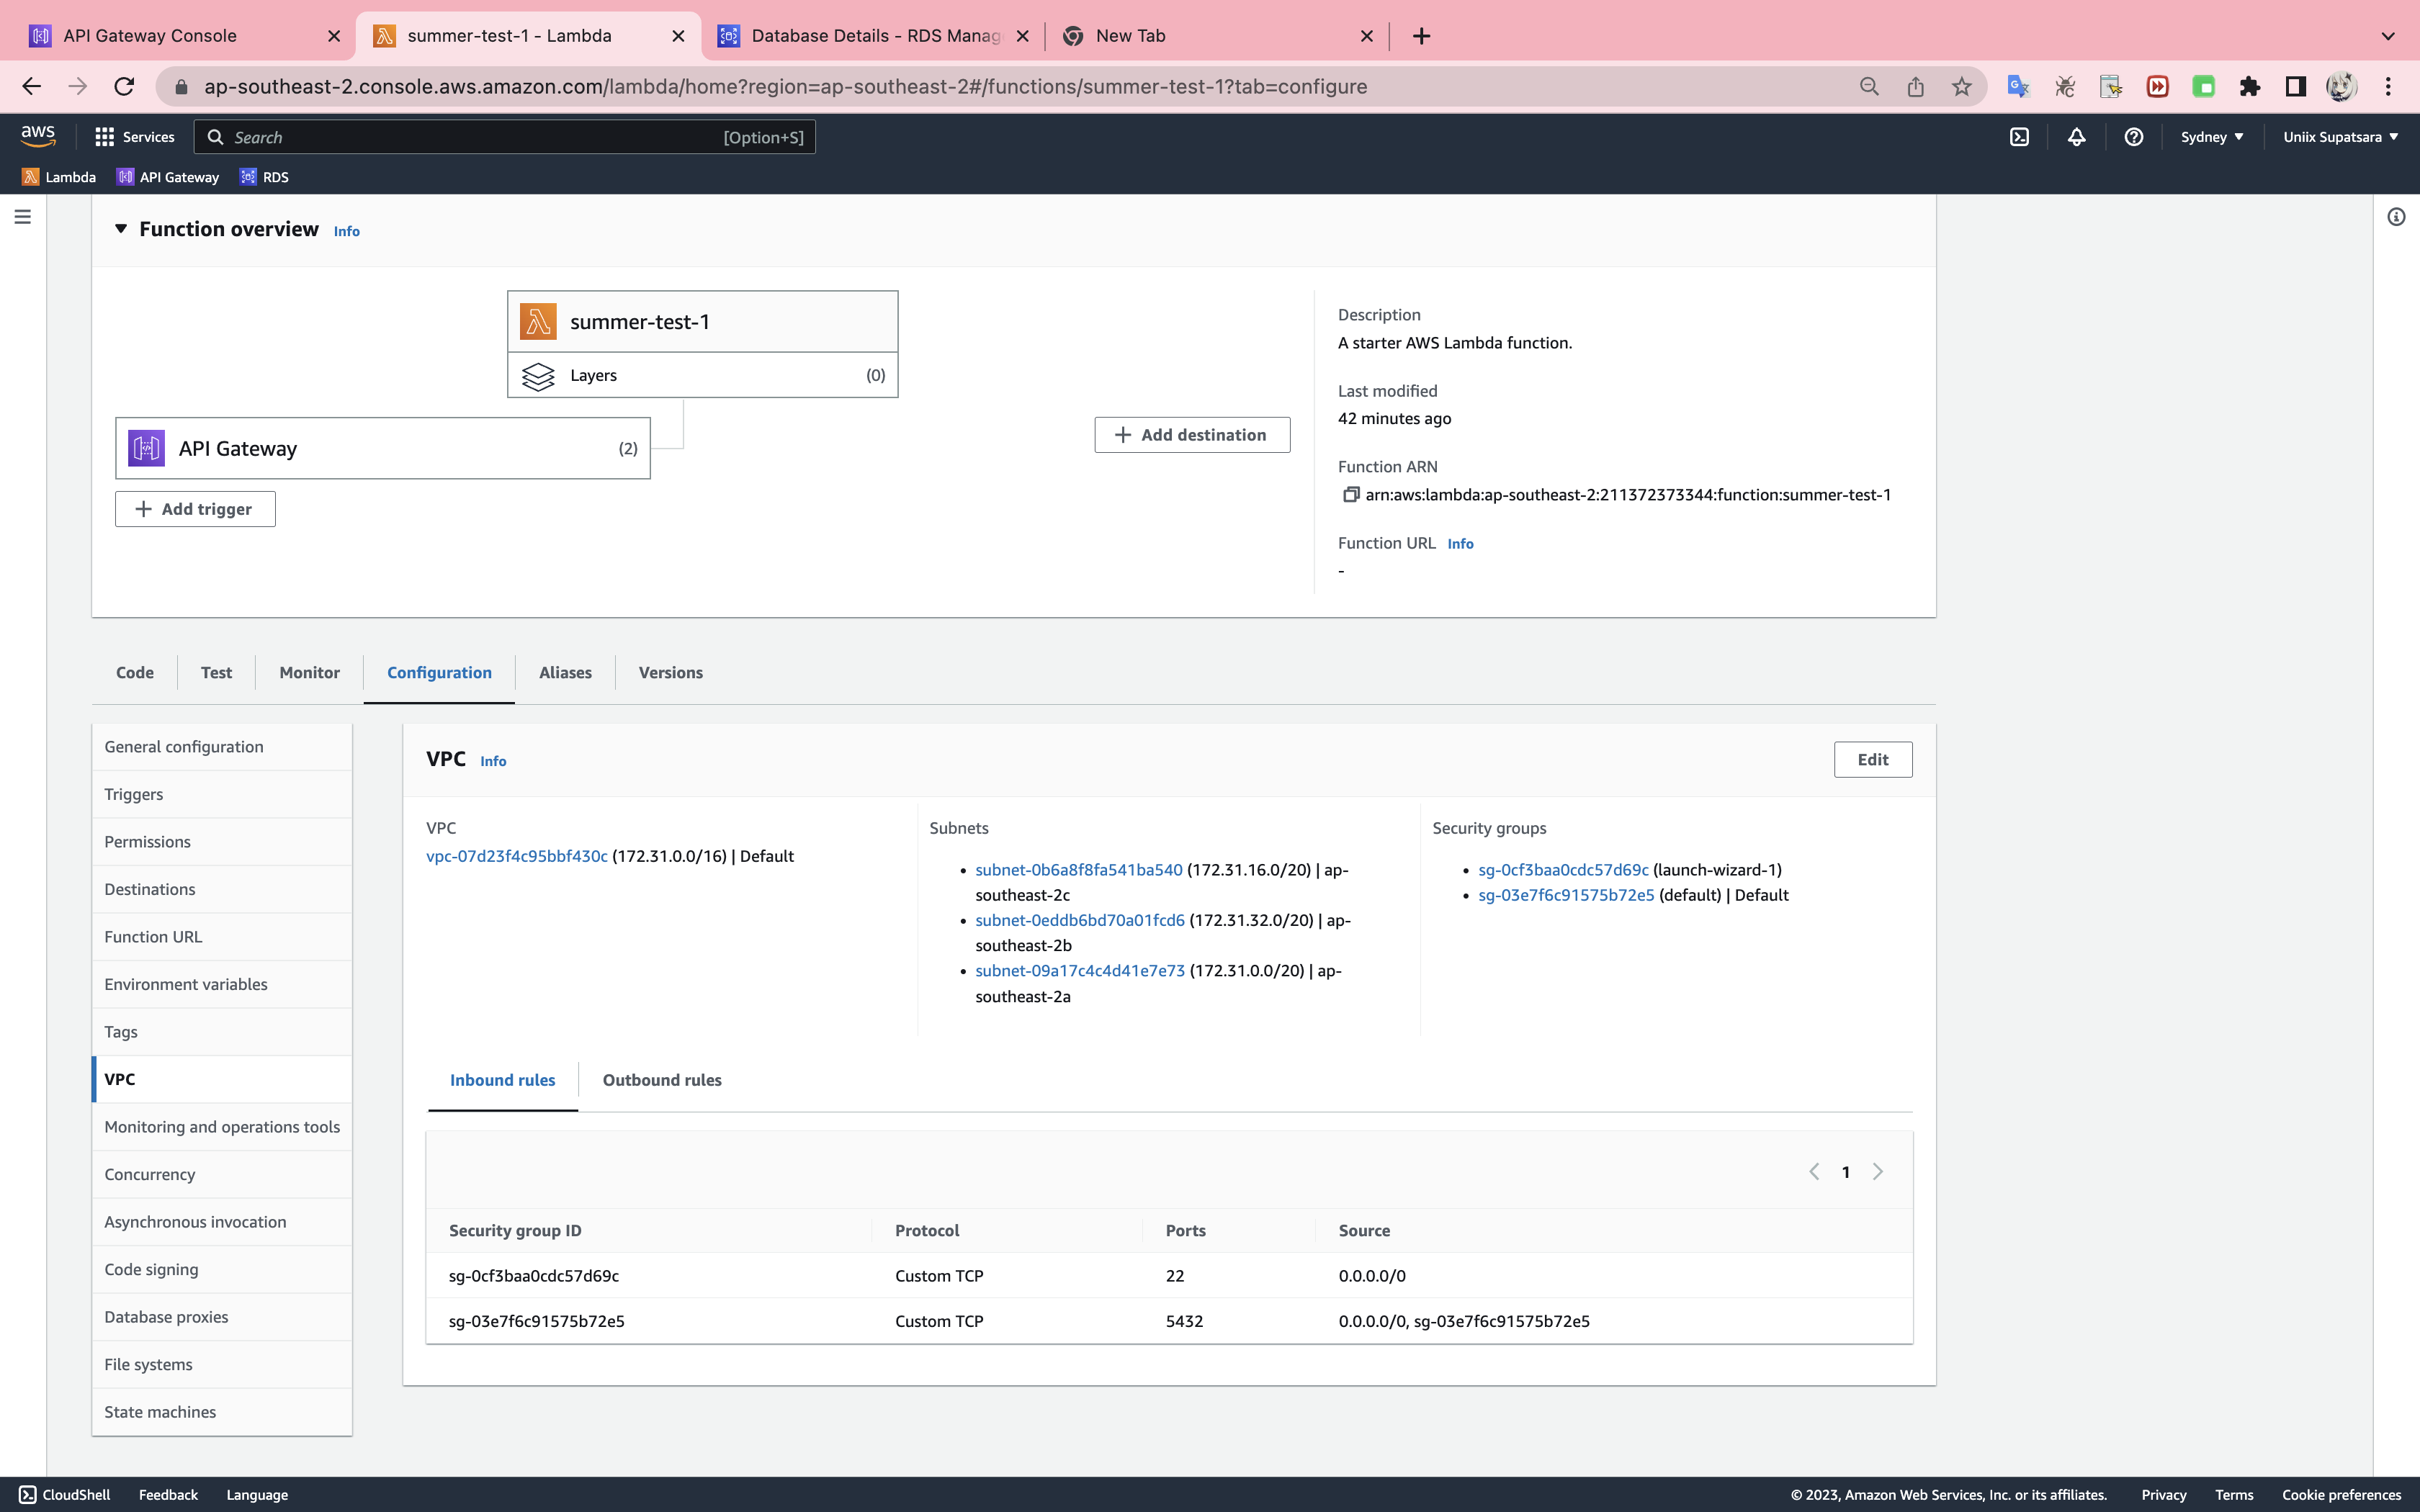 API Gateway Console
summer-test-1 - Lambda
Database Details - RDS Manag
New Tab
ap-southeast-2.console.aws.amazon.com/lambda/home?region=ap-southeast-2#/functions/summer-test-1?tab=configure
aws
Services
Search
[Option+S]
Sydney
Uniix Supatsara
Lambda
API Gateway
RDS
Function overview Info
summer-test-1
Layers (0)
API Gateway (2)
Add trigger
Add destination
Description
A starter AWS Lambda function.
Last modified
42 minutes ago
Function ARN
arn:aws:lambda:ap-southeast-2:211372373344:function:summer-test-1
Function URL Info
-
Code
Test
Monitor
Configuration
Aliases
Versions
General configuration
Triggers
Permissions
Destinations
Function URL
Environment variables
Tags
VPC
Monitoring and operations tools
Concurrency
Asynchronous invocation
Code signing
Database proxies
File systems
State machines
VPC Info
Edit
VPC
vpc-07d23f4c95bbf430c (172.31.0.0/16) | Default
Subnets
• subnet-0b6a8f8fa541ba540 (172.31.16.0/20) | ap-
southeast-2c
• subnet-0eddb6bd70a01fcd6 (172.31.32.0/20) | ap-
southeast-2b
• subnet-09a17c4c4d41e7e73 (172.31.0.0/20) | ap-
southeast-2a
Security groups
• sg-0cf3baa0cdc57d69c (launch-wizard-1)
• sg-03e7f6c91575b72e5 (default) | Default
Inbound rules
Outbound rules
1
Security group ID Protocol Ports Source
sg-0cf3baa0cdc57d69c Custom TCP 22 0.0.0.0/0
sg-03e7f6c91575b72e5 Custom TCP 5432 0.0.0.0/0, sg-03e7f6c91575b72e5
CloudShell
Feedback
Language
© 2023, Amazon Web Services, Inc. or its affiliates.
Privacy
Terms
Cookie preferences